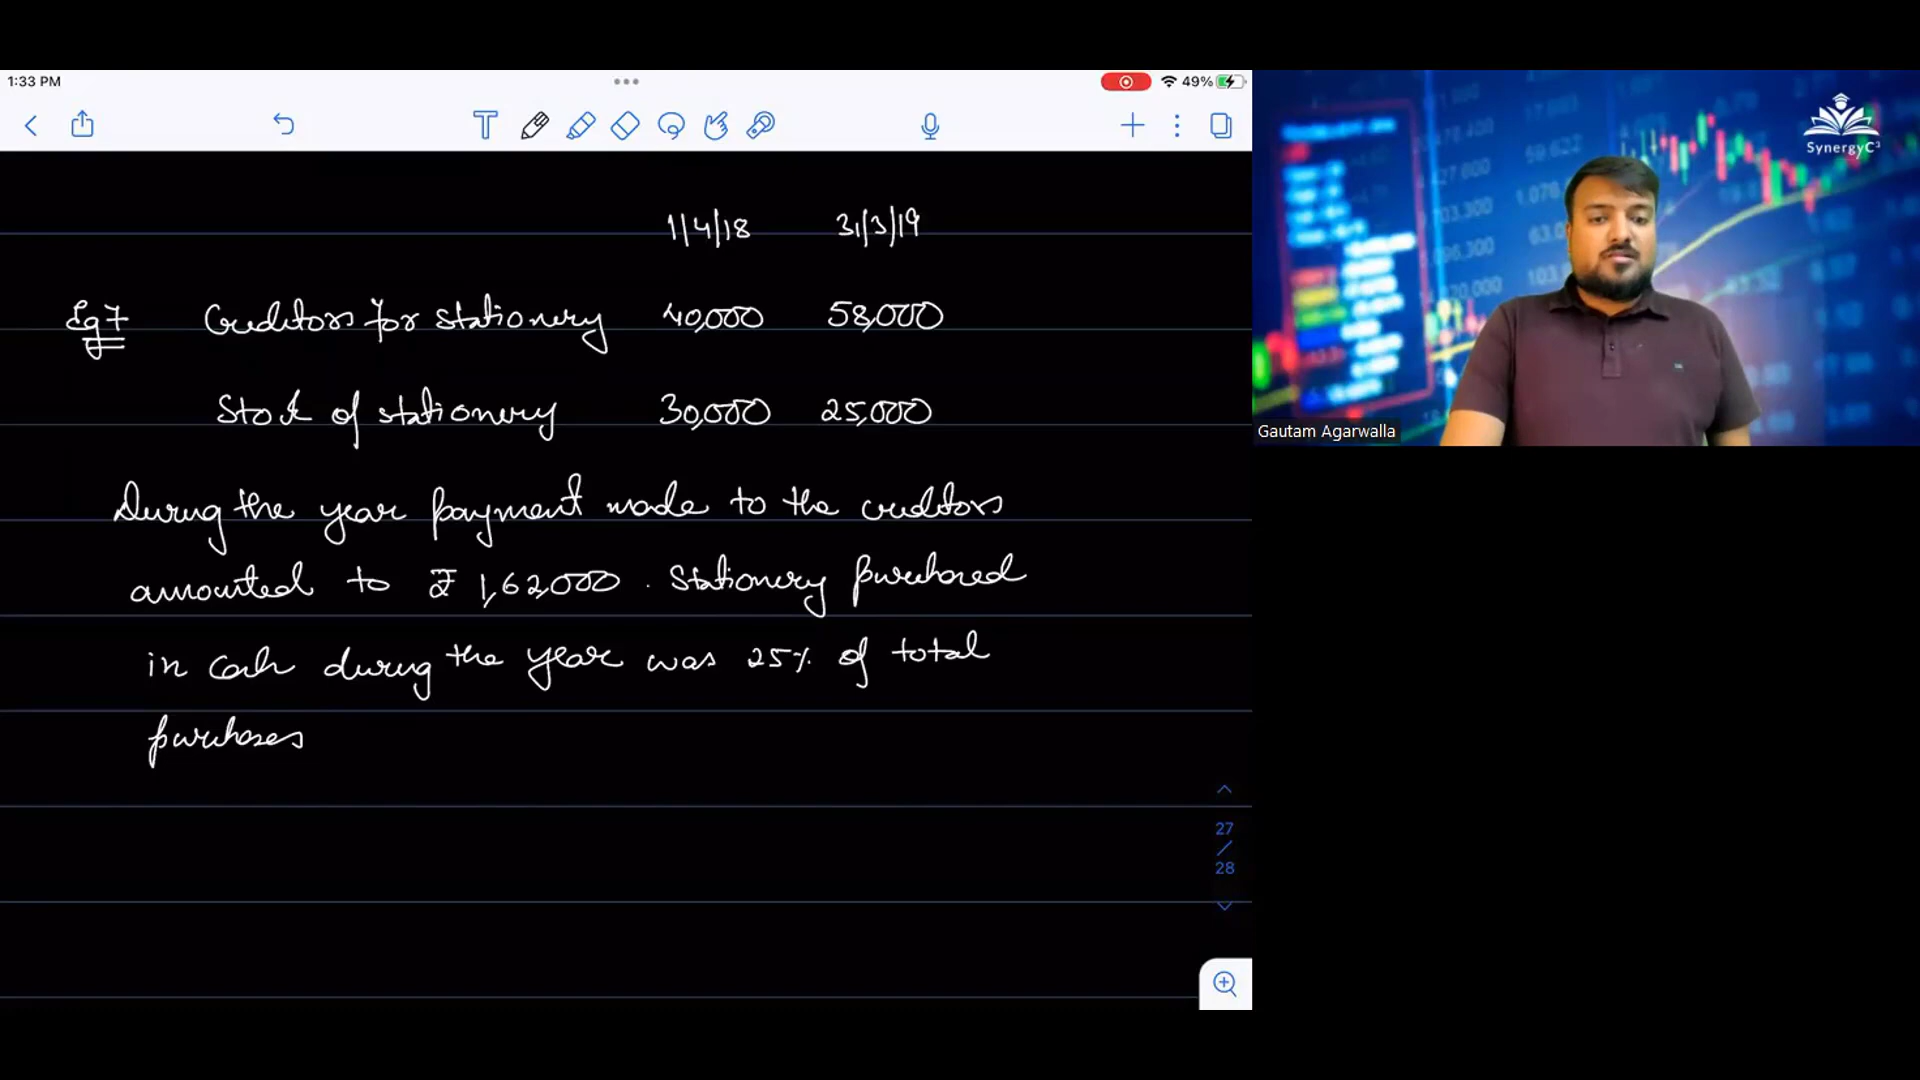 1:33 PM
49%
1/4/18 31/3/19
Eg 7 Creditors for stationery 40,000 58,000
Stock of stationery 30,000 25,000
During the year payment made to the creditors
amounted to ₹ 1,62,000. Stationery purchased
in cash during the year was 25% of total
purchases
27
/
28
SynergyC³
Gautam Agarwalla